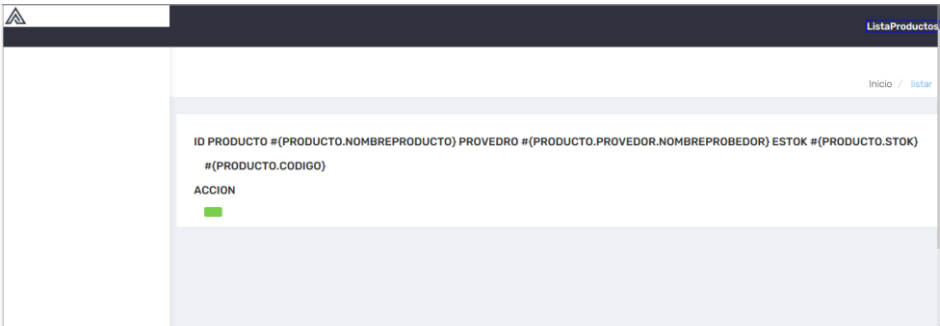 ListaProductos
Inicio / listar
ID PRODUCTO #{PRODUCTO.NOMBREPRODUCTO} PROVEDRO #{PRODUCTO.PROVEDOR.NOMBREPROBEDOR} ESTOK #{PRODUCTO.STOK}
#{PRODUCTO.CODIGO}
ACCION